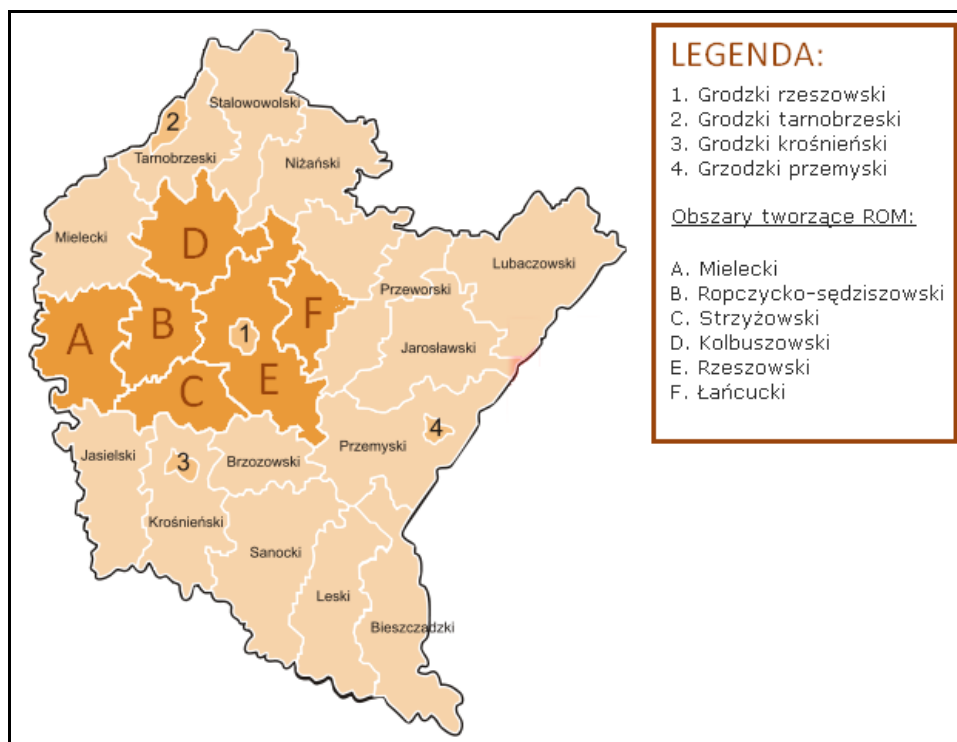 LEGENDA:
1. Grodzki rzeszowski
2. Grodzki tarnobrzeski
3. Grodzki krośnieński
4. Grzodzki przemyski
Obszary tworzące ROM:
A. Mielecki
B. Ropczycko-sędziszowski
C. Strzyżowski
D. Kolbuszowski
E. Rzeszowski
F. Łańcucki
Stalowowolski
2
Tarnobrzeski
Niżański
Mielecki
D
Lubaczowski
Przeworski
A
B
F
1
Jarosławski
C
E
4
Jasielski
3
Brzozowski
Przemyski
Krośnieński
Sanocki
Leski
Bieszczadzki